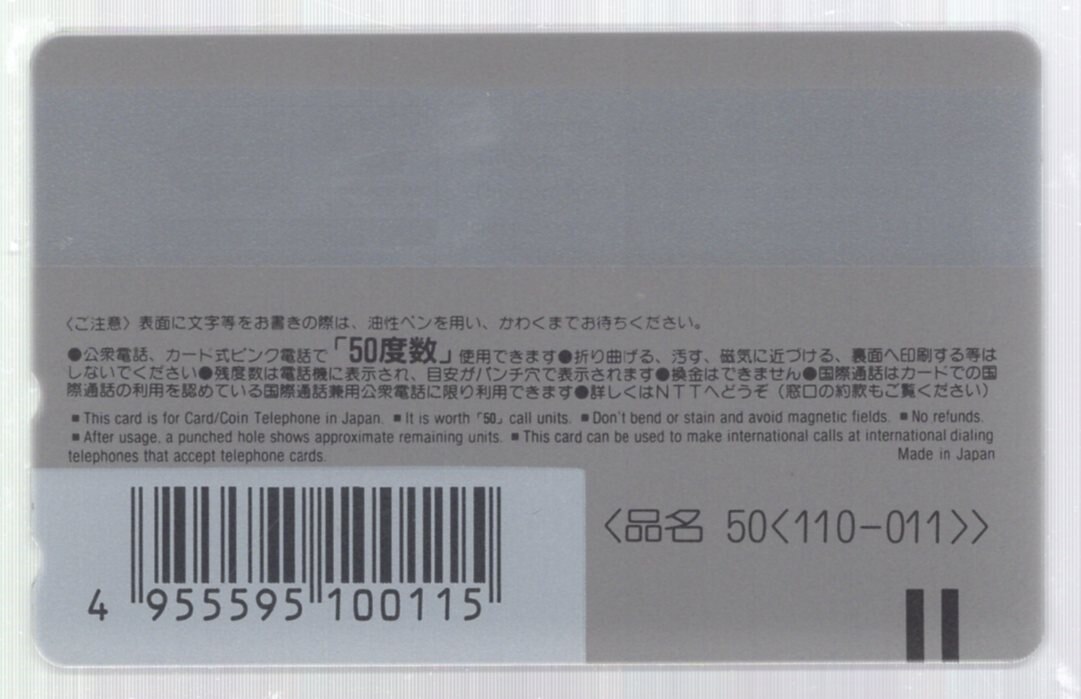 〈ご注意〉表面に文字等をお書きの際は、油性ペンを用い、かわくまでお待ちください。
●公衆電話、カード式ピンク電話で「50度数」使用できます●折り曲げる、汚す、磁気に近づける、裏面へ印刷する等は
しないでください●残度数は電話機に表示され、目安がパンチ穴で表示されます●換金はできません●国際通話はカードでの国
際通話の利用を認めている国際通話兼用公衆電話に限り利用できます●詳しくはNTTへどうぞ（窓口の約款もご覧ください）
■This card is for Card/Coin Telephone in Japan. ■It is worth「50」call units. ■Don't bend or stain and avoid magnetic fields. ■No refunds.
■After usage, a punched hole shows approximate remaining units. ■This card can be used to make international calls at international dialing
telephones that accept telephone cards.
Made in Japan
〈品名 50〈110-011〉〉
4 955595 100115